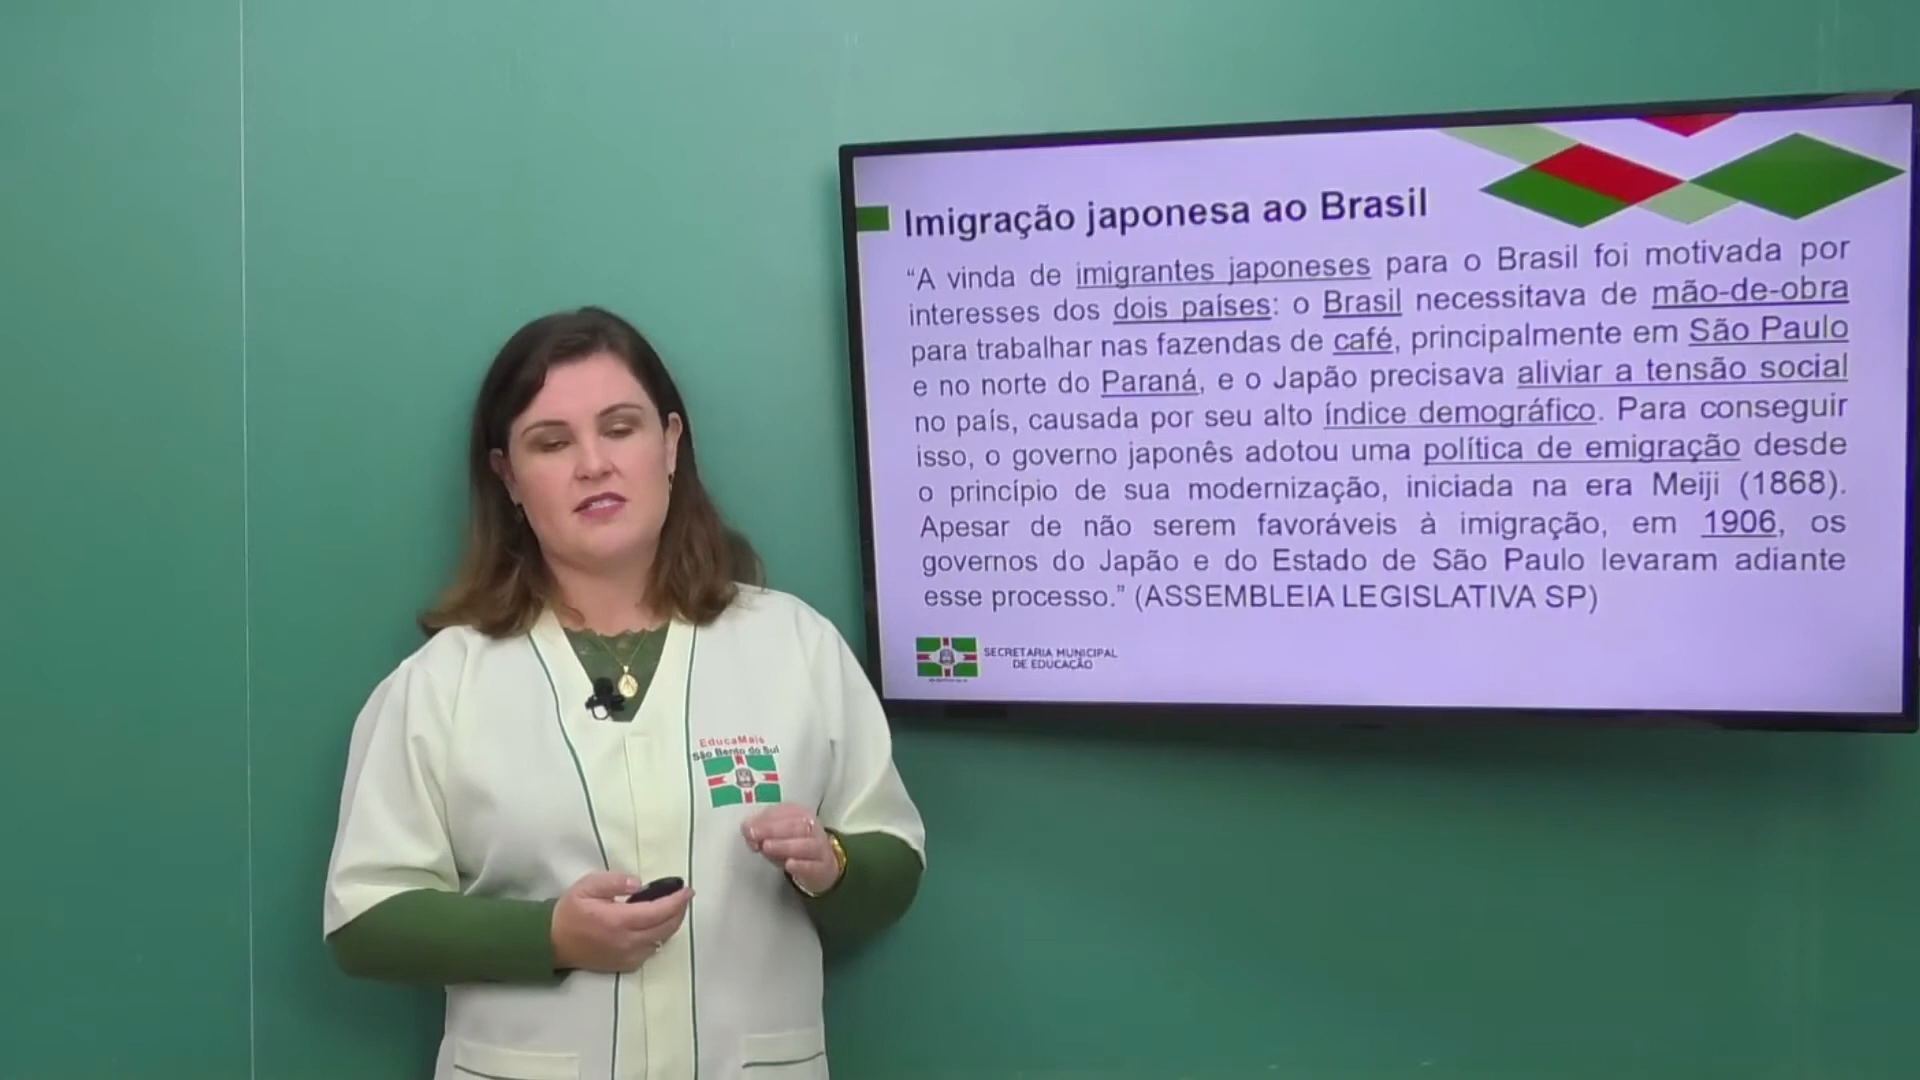 Imigração japonesa ao Brasil
“A vinda de imigrantes japoneses para o Brasil foi motivada por
interesses dos dois países: o Brasil necessitava de mão-de-obra
para trabalhar nas fazendas de café, principalmente em São Paulo
e no norte do Paraná, e o Japão precisava aliviar a tensão social
no país, causada por seu alto índice demográfico. Para conseguir
isso, o governo japonês adotou uma política de emigração desde
o princípio de sua modernização, iniciada na era Meiji (1868).
Apesar de não serem favoráveis à imigração, em 1906, os
governos do Japão e do Estado de São Paulo levaram adiante
esse processo.” (ASSEMBLEIA LEGISLATIVA SP)
SECRETARIA MUNICIPAL
DE EDUCAÇÃO
EducaMais
São Bento do Sul